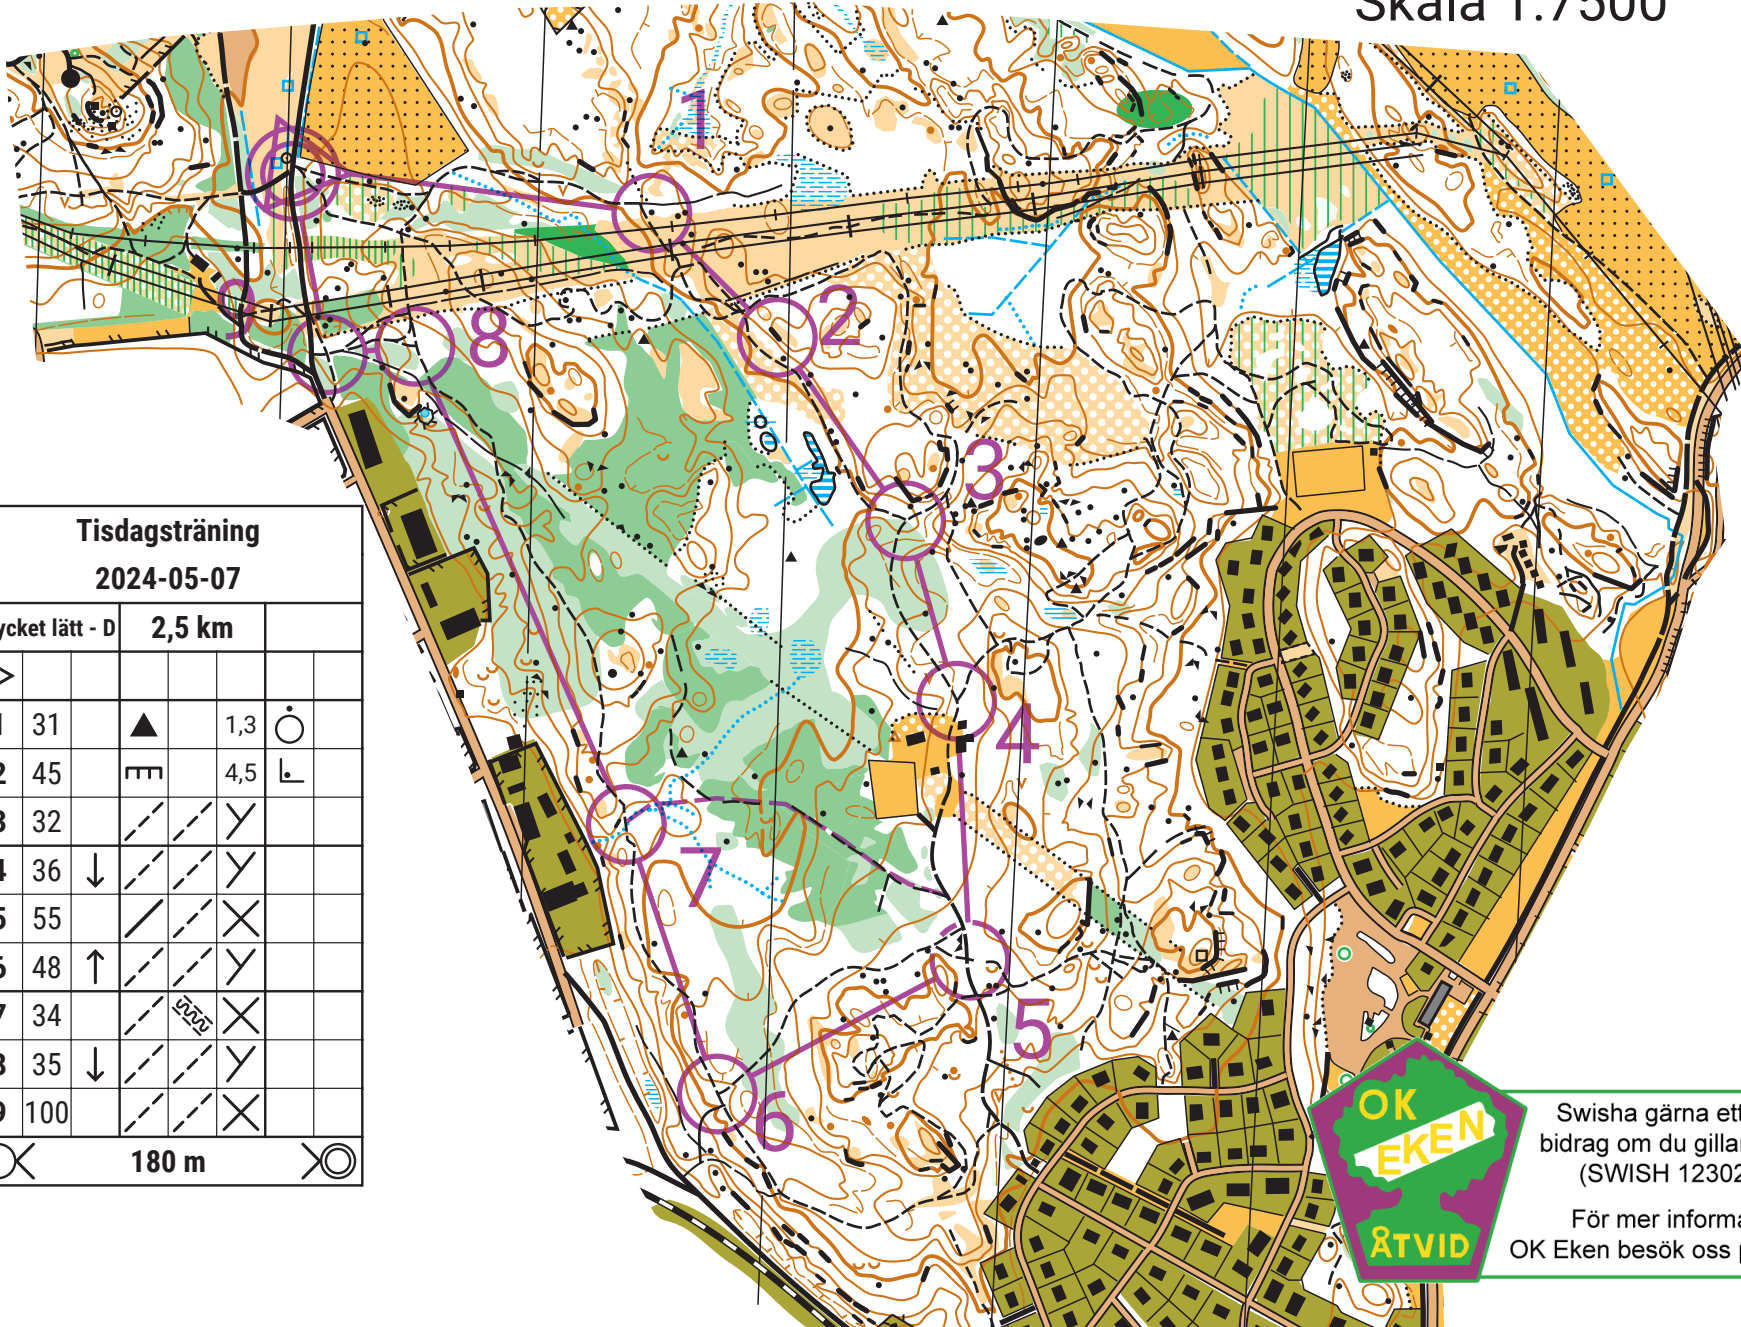 Skala 1:7500
1
2
8
3
4
7
5
6
9
Tisdagsträning
2024-05-07
ycket lätt - D 2,5 km
1 31 1,3
2 45 4,5
3 32
4 36
5 55
6 48
7 34
8 35
9 100
180 m
OK
EKEN
ÅTVID
Swisha gärna ett
bidrag om du gillar
(SWISH 12302
För mer informa
OK Eken besök oss p